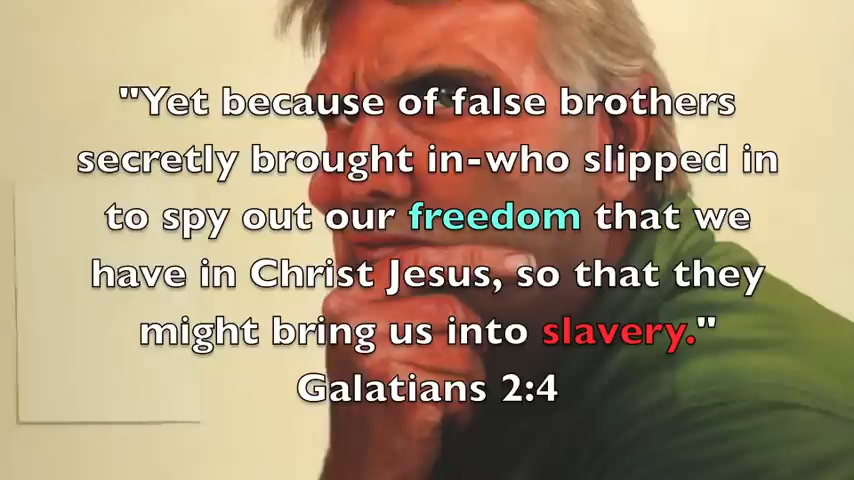 "Yet because of false brothers
secretly brought in-who slipped in
to spy out our freedom that we
have in Christ Jesus, so that they
might bring us into slavery."
Galatians 2:4